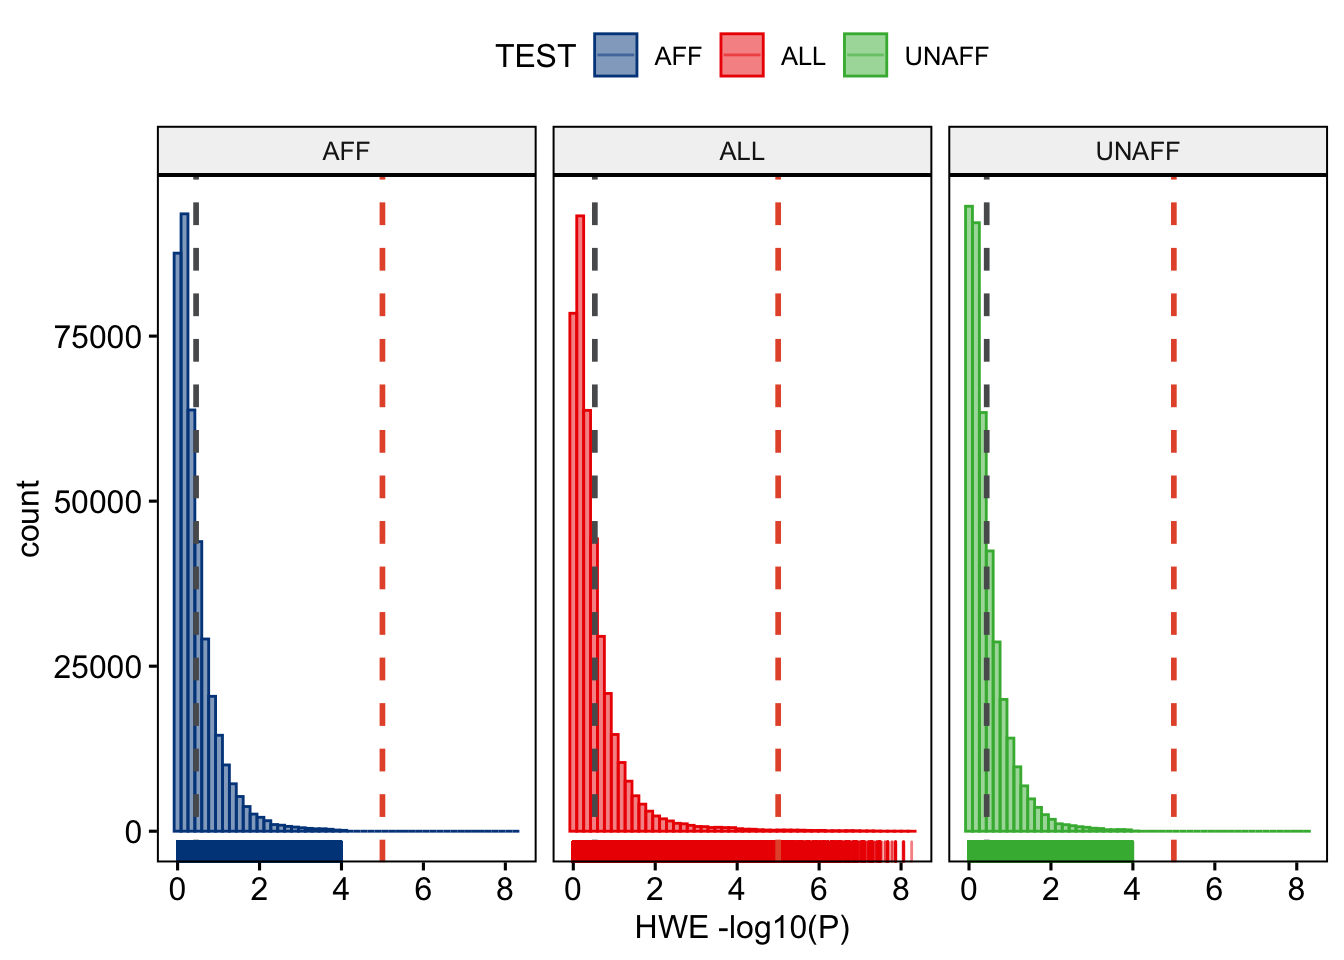 TEST AFF ALL UNAFF
AFF ALL UNAFF
75000
50000
25000
0
count
0 2 4 6 8 0 2 4 6 8 0 2 4 6 8
HWE -log10(P)